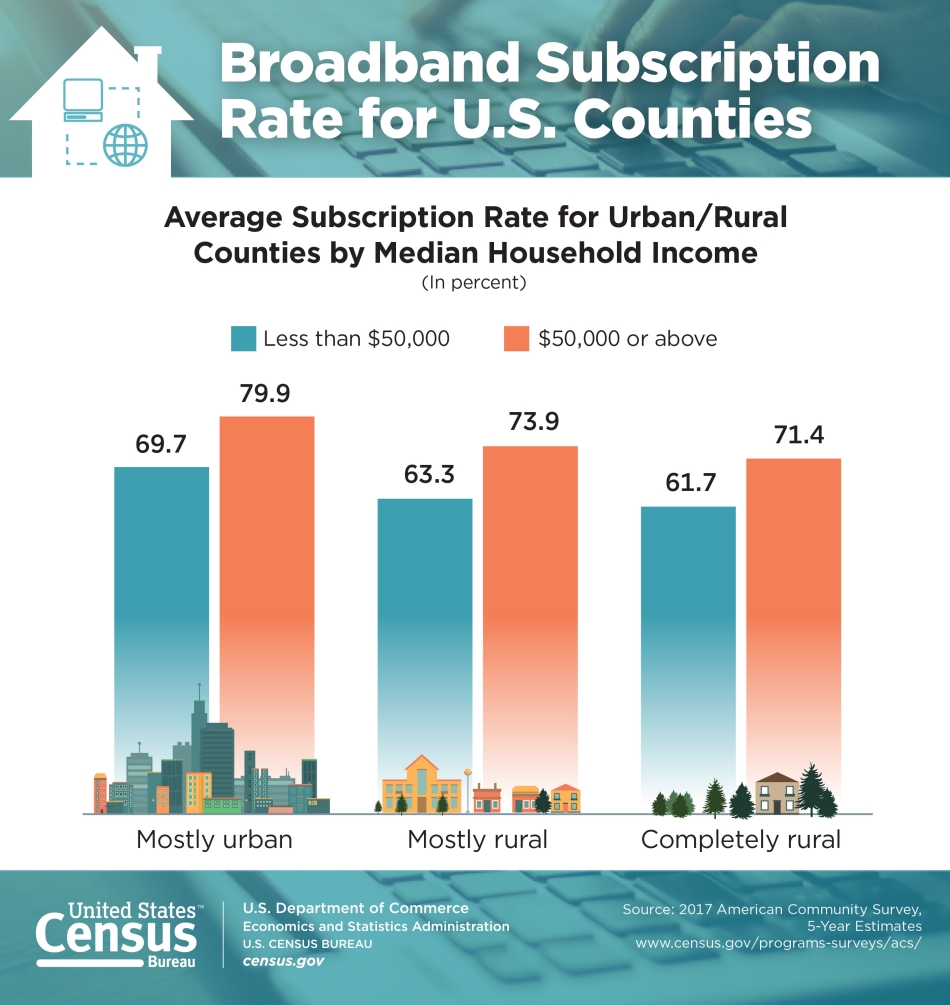 Broadband Subscription
Rate for U.S. Counties
Average Subscription Rate for Urban/Rural
Counties by Median Household Income
(In percent)
Less than $50,000
$50,000 or above
69.7
79.9
63.3
73.9
61.7
71.4
Mostly urban
Mostly rural
Completely rural
United States™
Census
Bureau
U.S. Department of Commerce
Economics and Statistics Administration
U.S. CENSUS BUREAU
census.gov
Source: 2017 American Community Survey,
5-Year Estimates
www.census.gov/programs-surveys/acs/